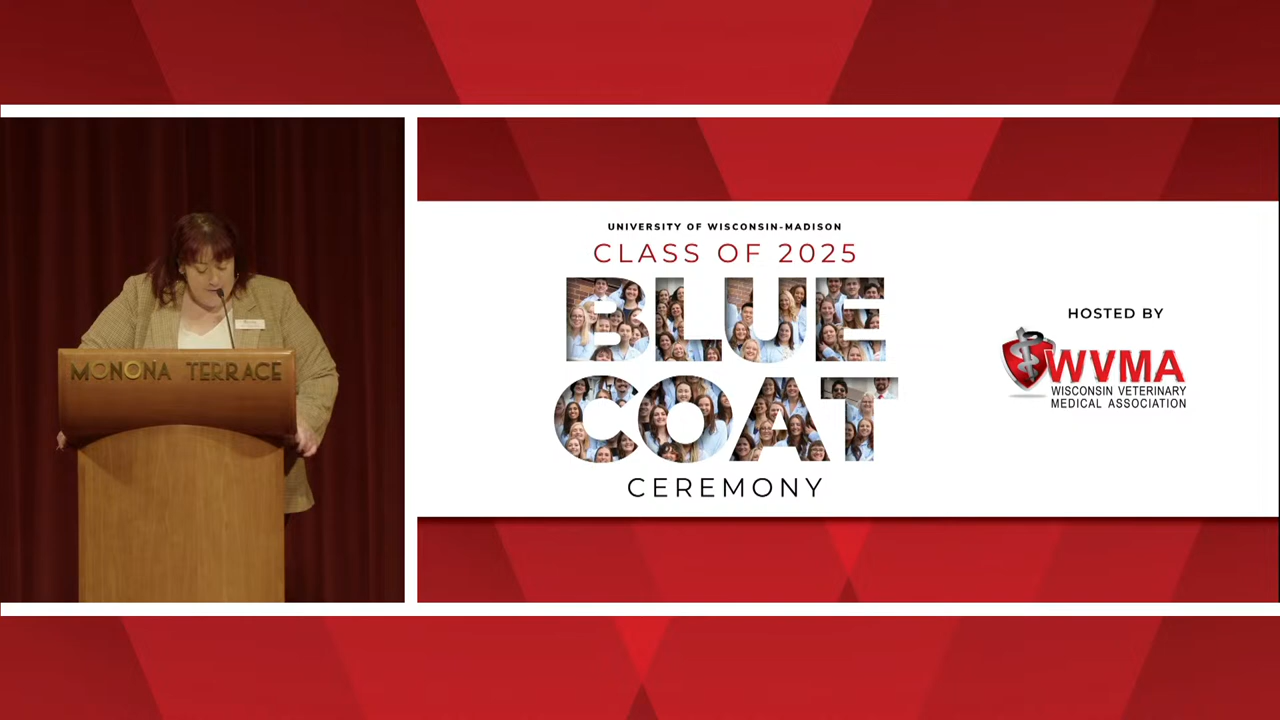 MONONA TERRACE
UNIVERSITY OF WISCONSIN-MADISON
CLASS OF 2025
BLUE
COAT
CEREMONY
HOSTED BY
WVMA
WISCONSIN VETERINARY
MEDICAL ASSOCIATION